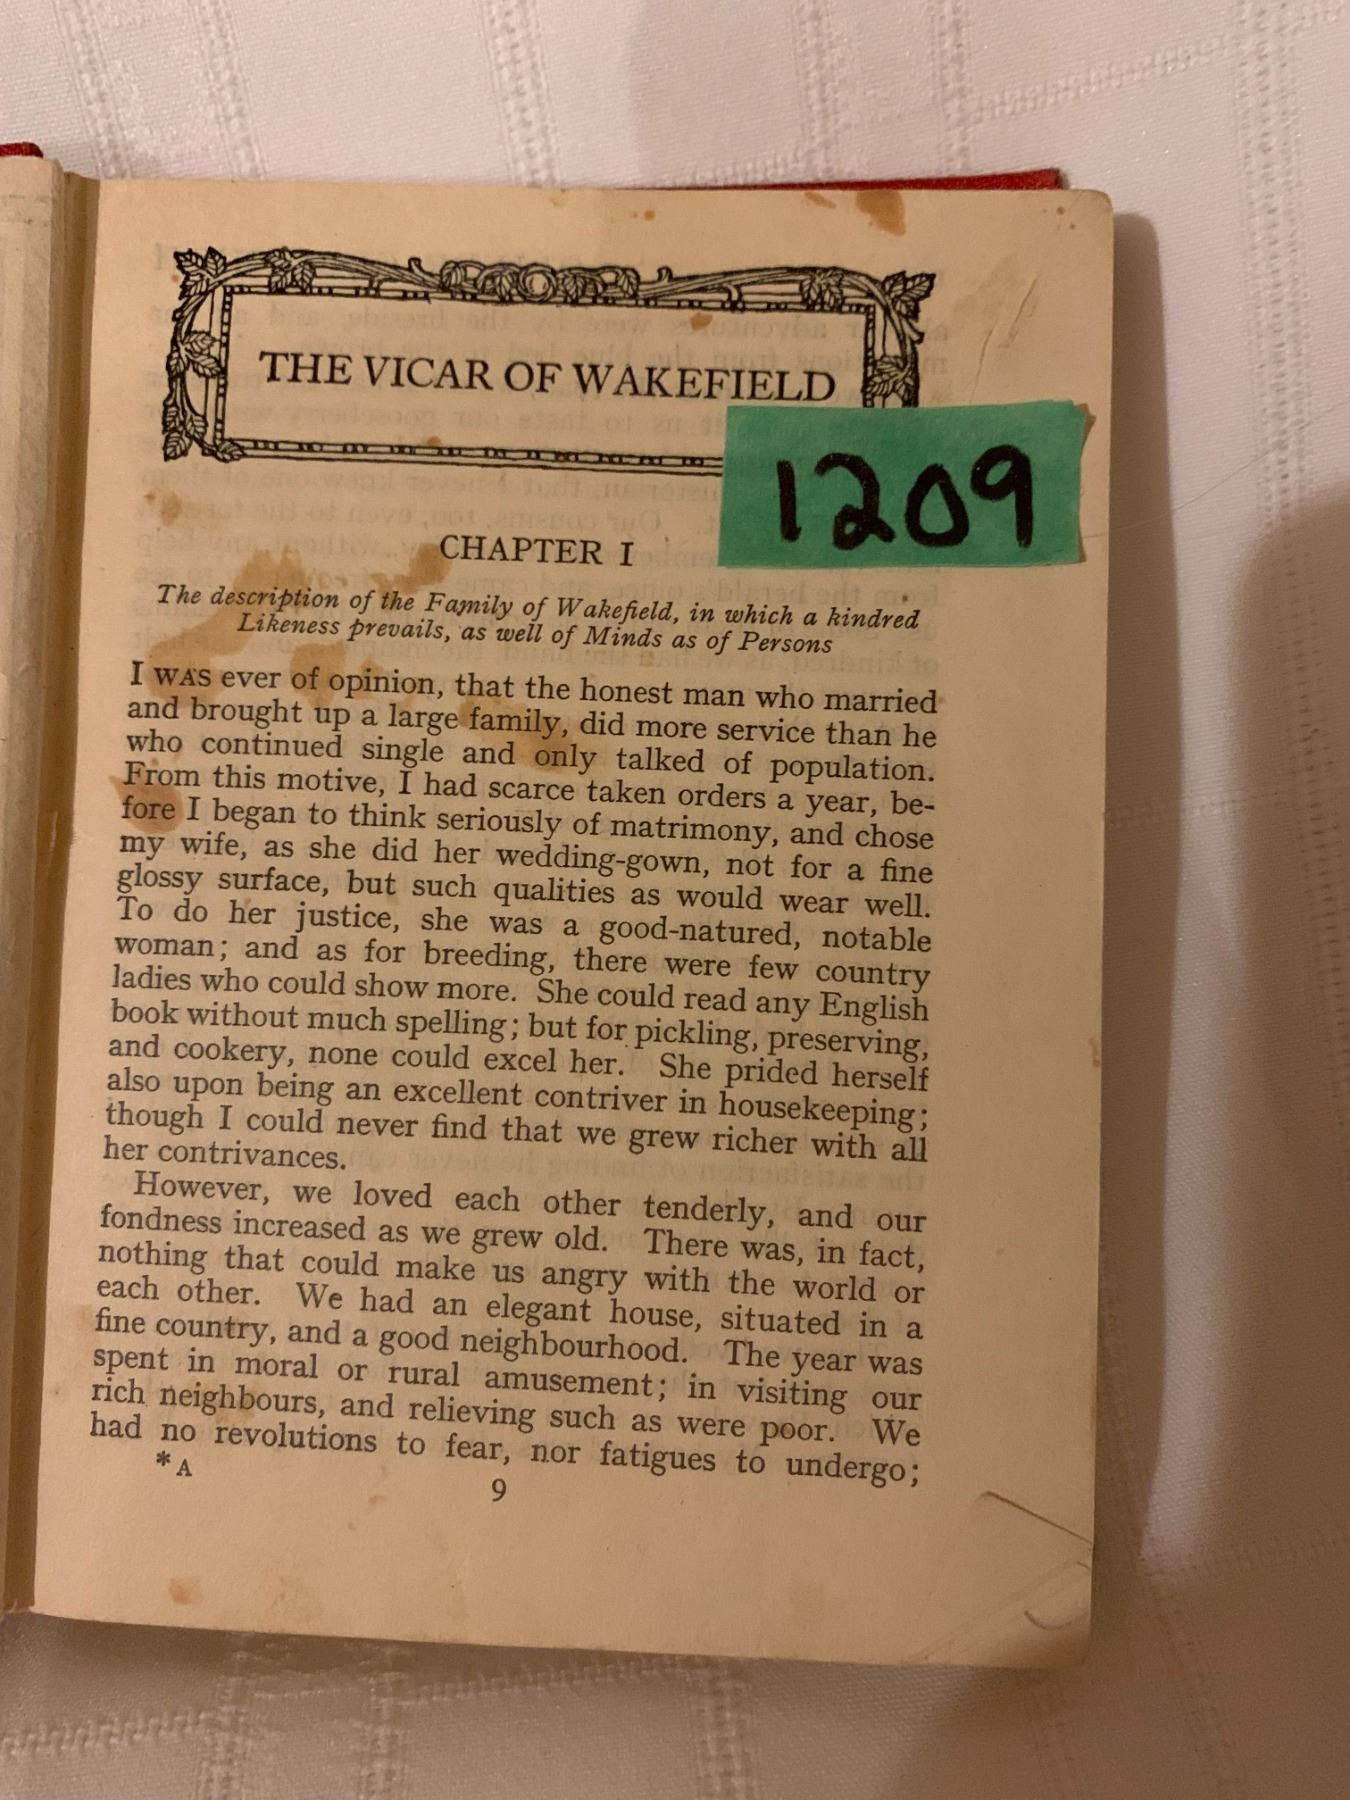 THE VICAR OF WAKEFIELD
1209
CHAPTER I
The description of the Family of Wakefield, in which a kindred
Likeness prevails, as well of Minds as of Persons
I WAS ever of opinion, that the honest man who married
and brought up a large family, did more service than he
who continued single and only talked of population.
From this motive, I had scarce taken orders a year, be-
fore I began to think seriously of matrimony, and chose
my wife, as she did her wedding-gown, not for a fine
glossy surface, but such qualities as would wear well.
To do her justice, she was a good-natured, notable
woman; and as for breeding, there were few country
ladies who could show more. She could read any English
book without much spelling; but for pickling, preserving,
and cookery, none could excel her. She prided herself
also upon being an excellent contriver in housekeeping;
though I could never find that we grew richer with all
her contrivances.
However, we loved each other tenderly, and our
fondness increased as we grew old. There was, in fact,
nothing that could make us angry with the world or
each other. We had an elegant house, situated in a
fine country, and a good neighbourhood. The year was
spent in moral or rural amusement; in visiting our
rich neighbours, and relieving such as were poor. We
had no revolutions to fear, nor fatigues to undergo;
*A
9